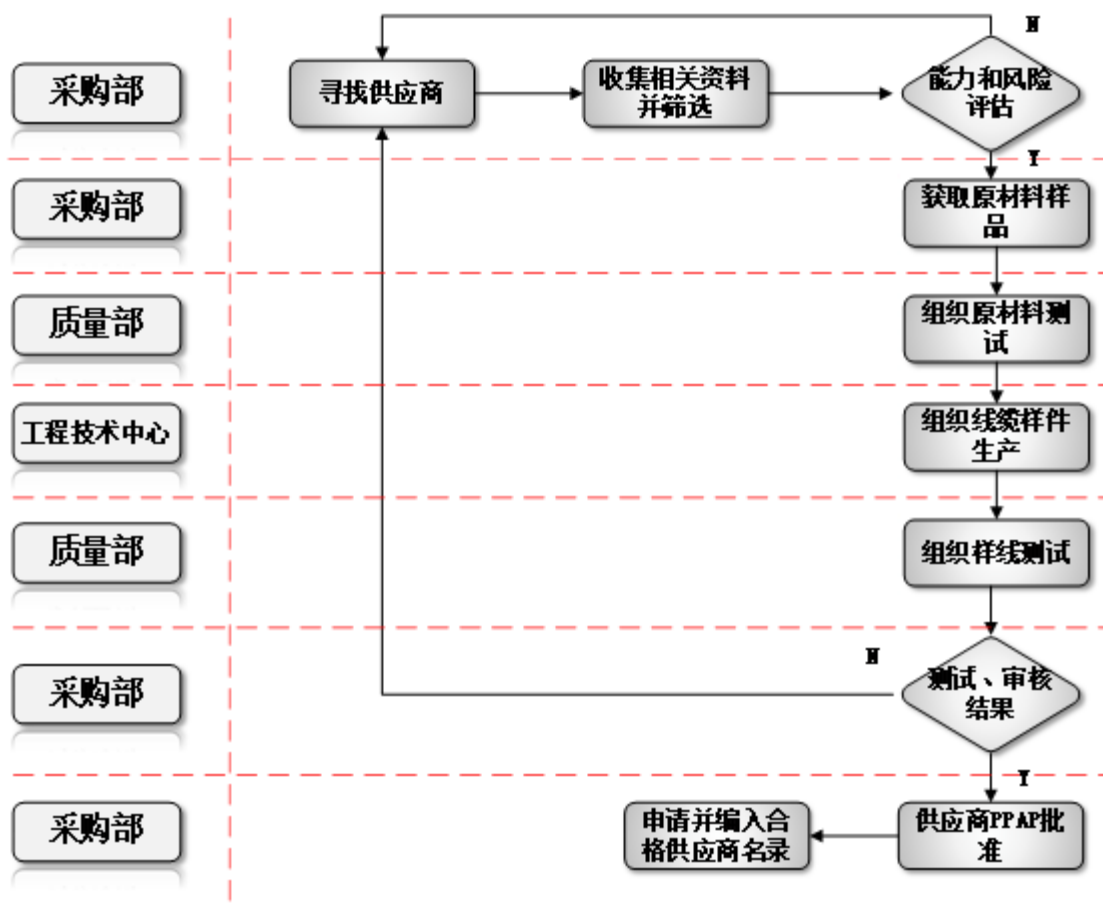 N
采购部
寻找供应商
收集相关资料
并筛选
能力和风险
评估
Y
采购部
获取原材料样
品
质量部
组织原材料测
试
工程技术中心
组织线缆样件
生产
质量部
组织样线测试
N
采购部
测试、审核
结果
Y
采购部
申请并编入合
格供应商名录
供应商PPAP批
准